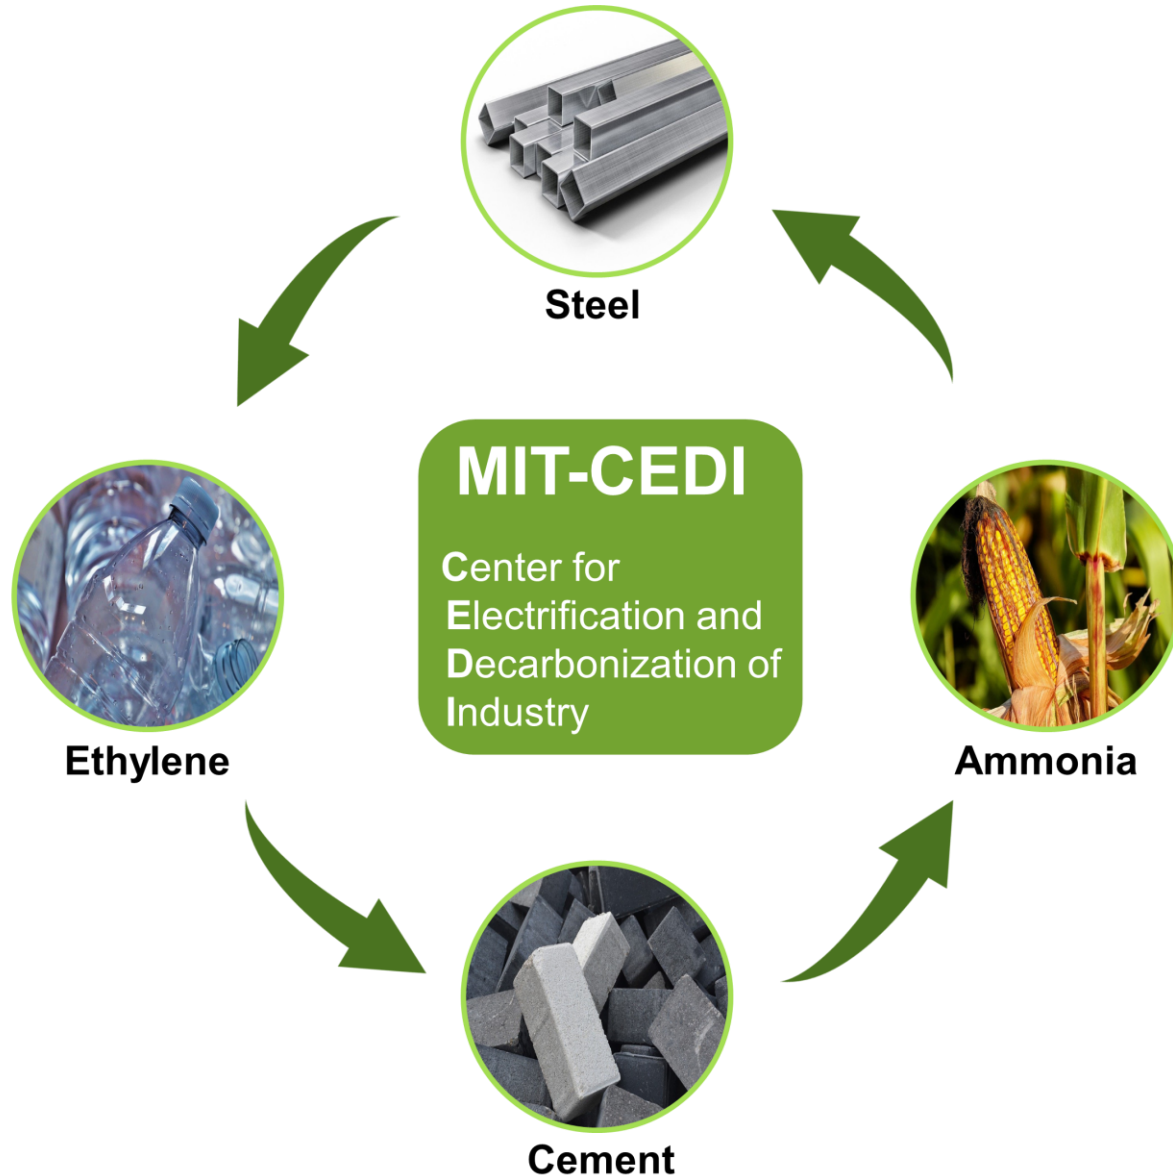 Steel
MIT-CEDI
Center for
Electrification and
Decarbonization of
Industry
Ethylene
Ammonia
Cement